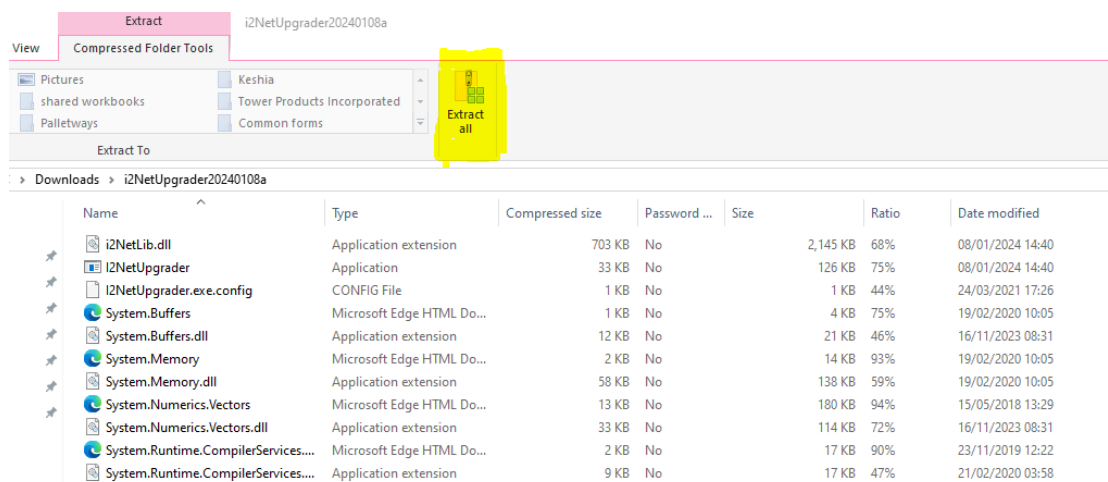 Extract i2NetUpgrader20240108a
View Compressed Folder Tools
Pictures Keshia
shared workbooks Tower Products Incorporated
Palletways Common forms
Extract all
Extract To
› Downloads › i2NetUpgrader20240108a
Name Type Compressed size Password ... Size Ratio Date modified
i2NetLib.dll Application extension 703 KB No 2,145 KB 68% 08/01/2024 14:40
I2NetUpgrader Application 33 KB No 126 KB 75% 08/01/2024 14:40
I2NetUpgrader.exe.config CONFIG File 1 KB No 1 KB 44% 24/03/2021 17:26
System.Buffers Microsoft Edge HTML Do... 1 KB No 4 KB 75% 19/02/2020 10:05
System.Buffers.dll Application extension 12 KB No 21 KB 46% 16/11/2023 08:31
System.Memory Microsoft Edge HTML Do... 2 KB No 14 KB 93% 19/02/2020 10:05
System.Memory.dll Application extension 58 KB No 138 KB 59% 19/02/2020 10:05
System.Numerics.Vectors Microsoft Edge HTML Do... 13 KB No 180 KB 94% 15/05/2018 13:29
System.Numerics.Vectors.dll Application extension 33 KB No 114 KB 72% 16/11/2023 08:31
System.Runtime.CompilerServices.... Microsoft Edge HTML Do... 2 KB No 17 KB 90% 23/11/2019 12:22
System.Runtime.CompilerServices.... Application extension 9 KB No 17 KB 47% 21/02/2020 03:58